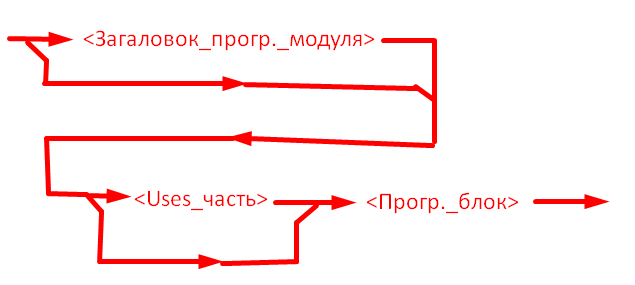 <Загаловок_прогр._модуля>
<Uses_часть> <Прогр._блок>